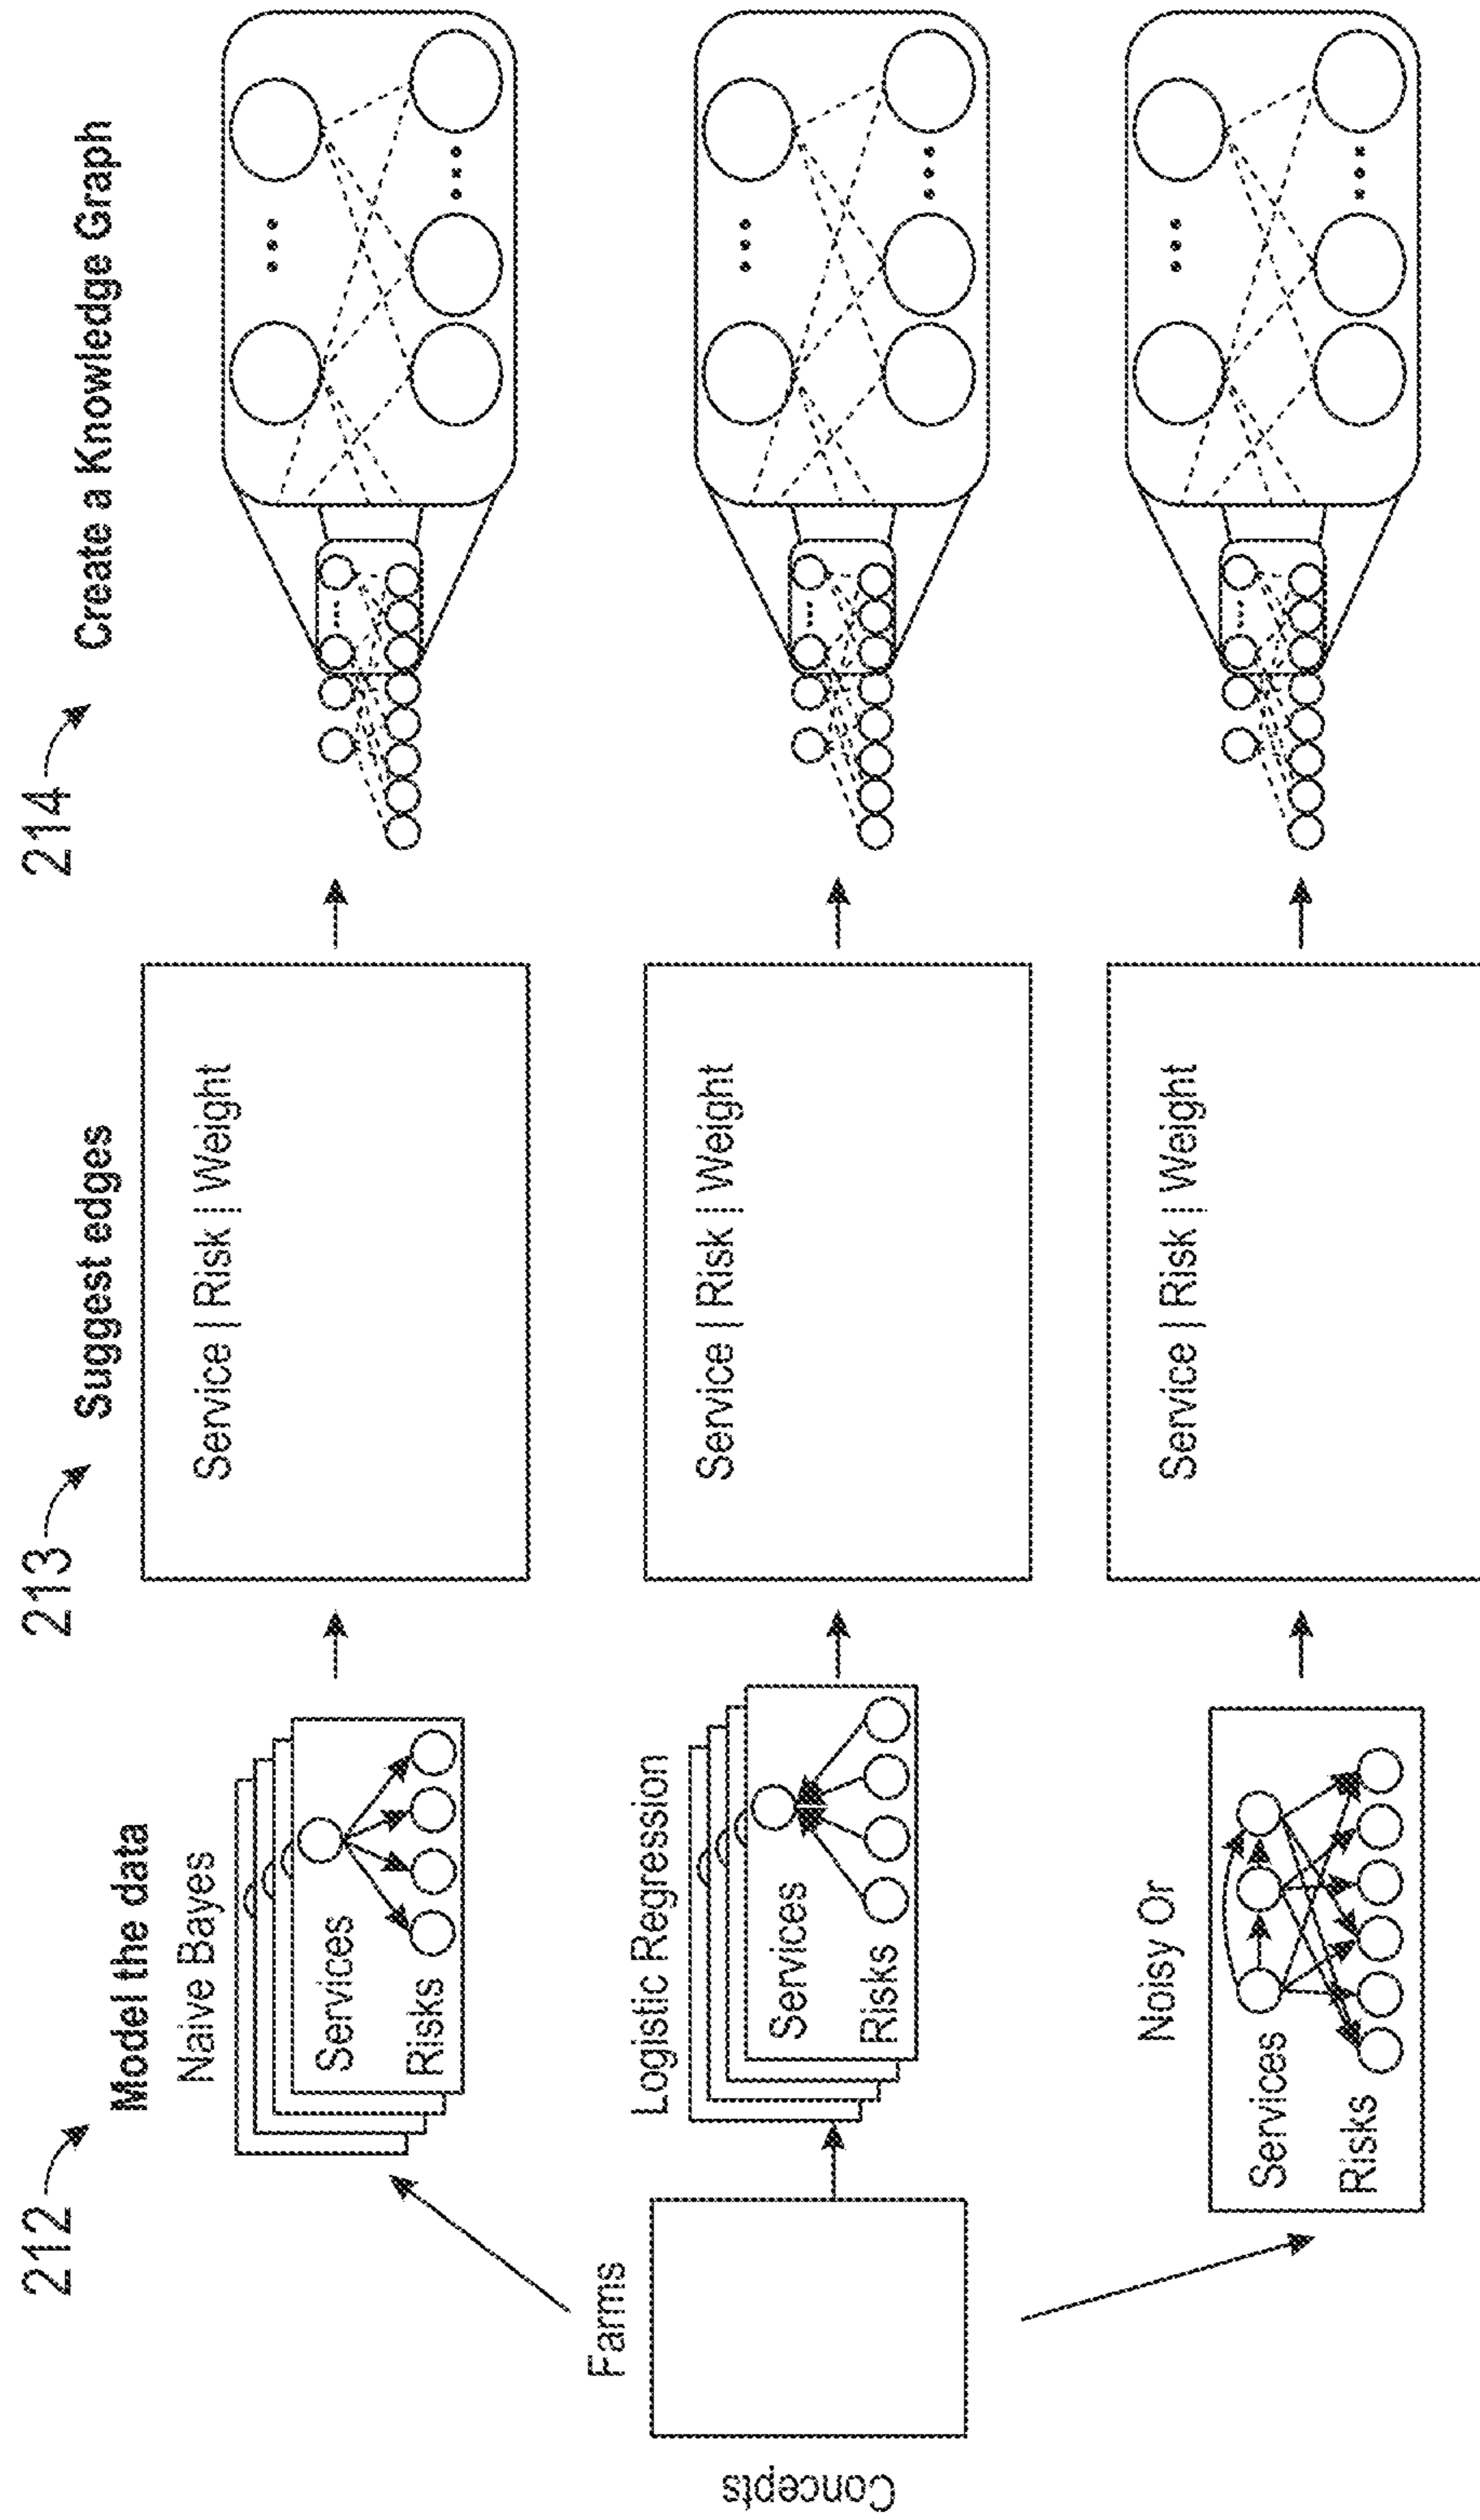 212
Model the data
213
Suggest edges
214
Create a Knowledge Graph
Naive Bayes
Services
Risks
Service | Risk | Weight
Farms
Concepts
Logistic Regression
Services
Risks
Service | Risk | Weight
Noisy Or
Services
Risks
Service | Risk | Weight